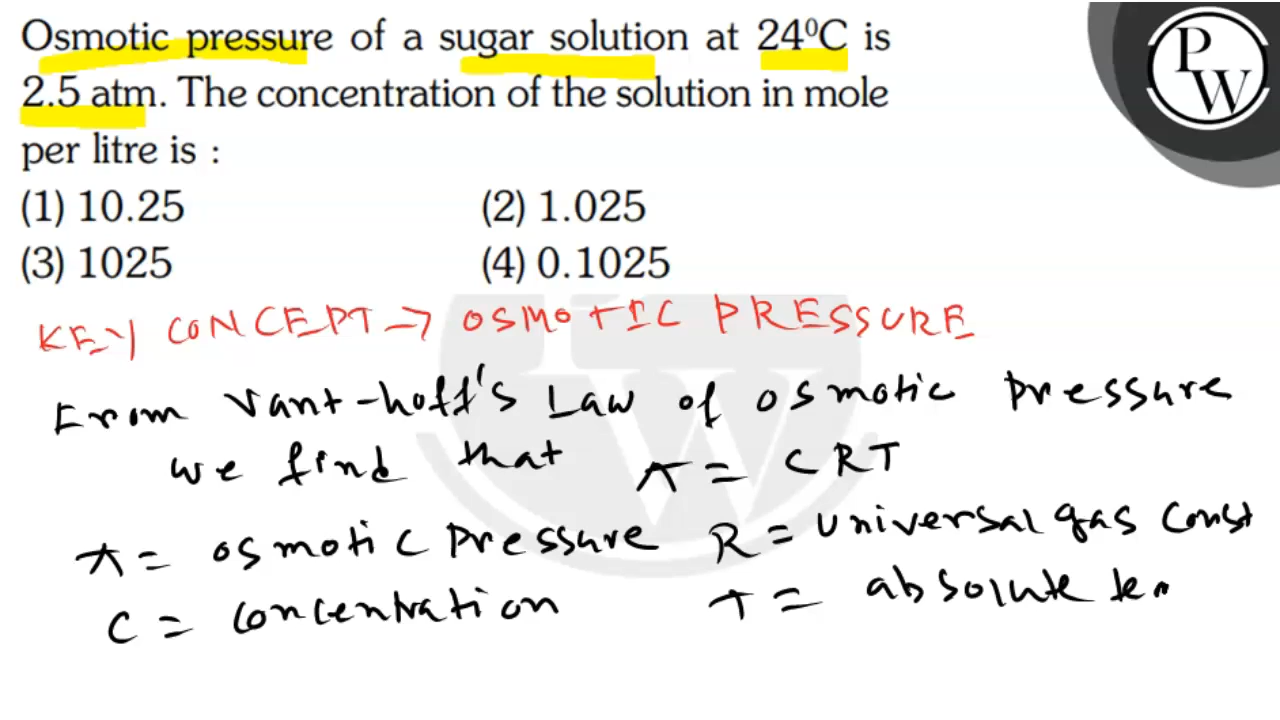 Osmotic pressure of a sugar solution at 24⁰C is
2.5 atm. The concentration of the solution in mole
per litre is :
(1) 10.25 (2) 1.025
(3) 1025 (4) 0.1025
KEY CONCEPT → OSMOTIC PRESSURE
From Vant-hoff's Law of osmotic pressure
we find that π = CRT
π = osmotic pressure R = universal gas const
C = concentration T = absolute tem
PW